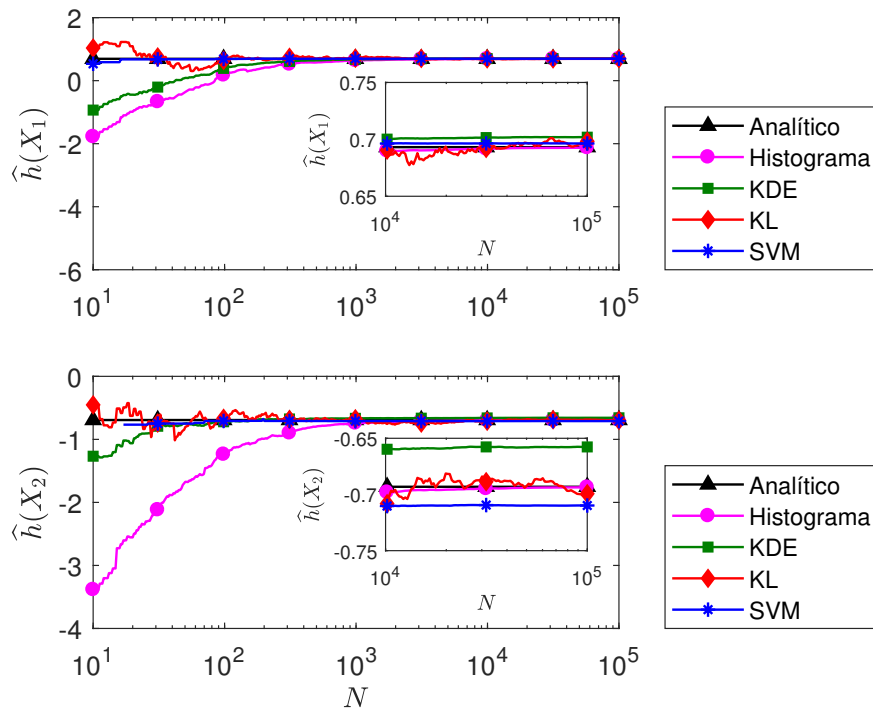 2
0
-2
-4
-6
ĥ(X₁)
10¹
10²
10³
10⁴
10⁵
0.75
0.7
0.65
ĥ(X₁)
10⁴
10⁵
N
Analítico
Histograma
KDE
KL
SVM
0
-1
-2
-3
-4
ĥ(X₂)
10¹
10²
10³
10⁴
10⁵
N
-0.65
-0.7
-0.75
ĥ(X₂)
10⁴
10⁵
N
Analítico
Histograma
KDE
KL
SVM